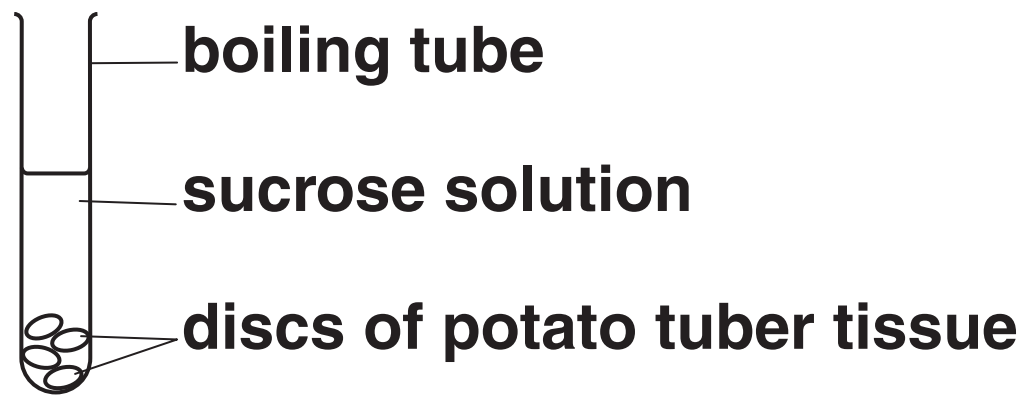 boiling tube
sucrose solution
discs of potato tuber tissue